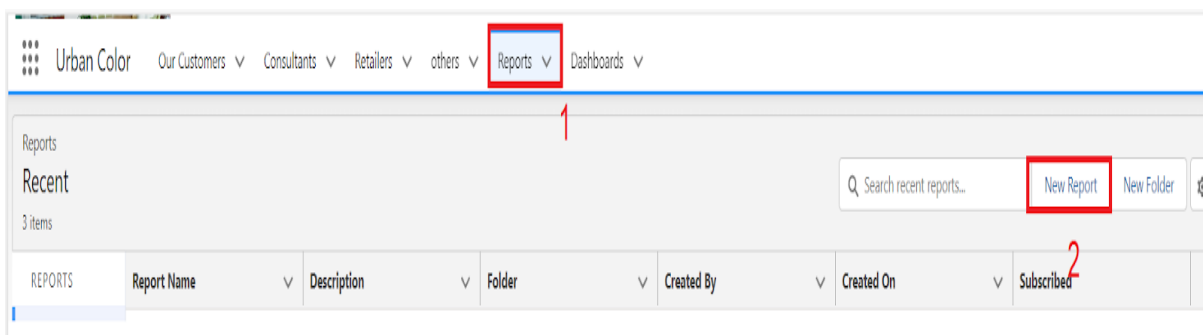 Urban Color Our Customers Consultants Retailers others Reports Dashboards
1
Reports
Recent
3 items
Search recent reports...
New Report
New Folder
2
REPORTS Report Name Description Folder Created By Created On Subscribed